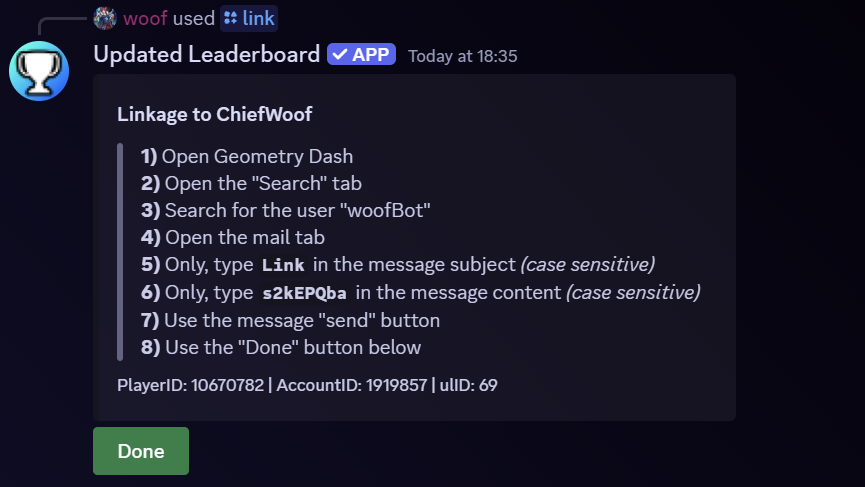 woof used link
Updated Leaderboard ✓ APP Today at 18:35
Linkage to ChiefWoof
1) Open Geometry Dash
2) Open the "Search" tab
3) Search for the user "woofBot"
4) Open the mail tab
5) Only, type Link in the message subject (case sensitive)
6) Only, type s2kEPQba in the message content (case sensitive)
7) Use the message "send" button
8) Use the "Done" button below
PlayerID: 10670782 | AccountID: 1919857 | ulID: 69
Done